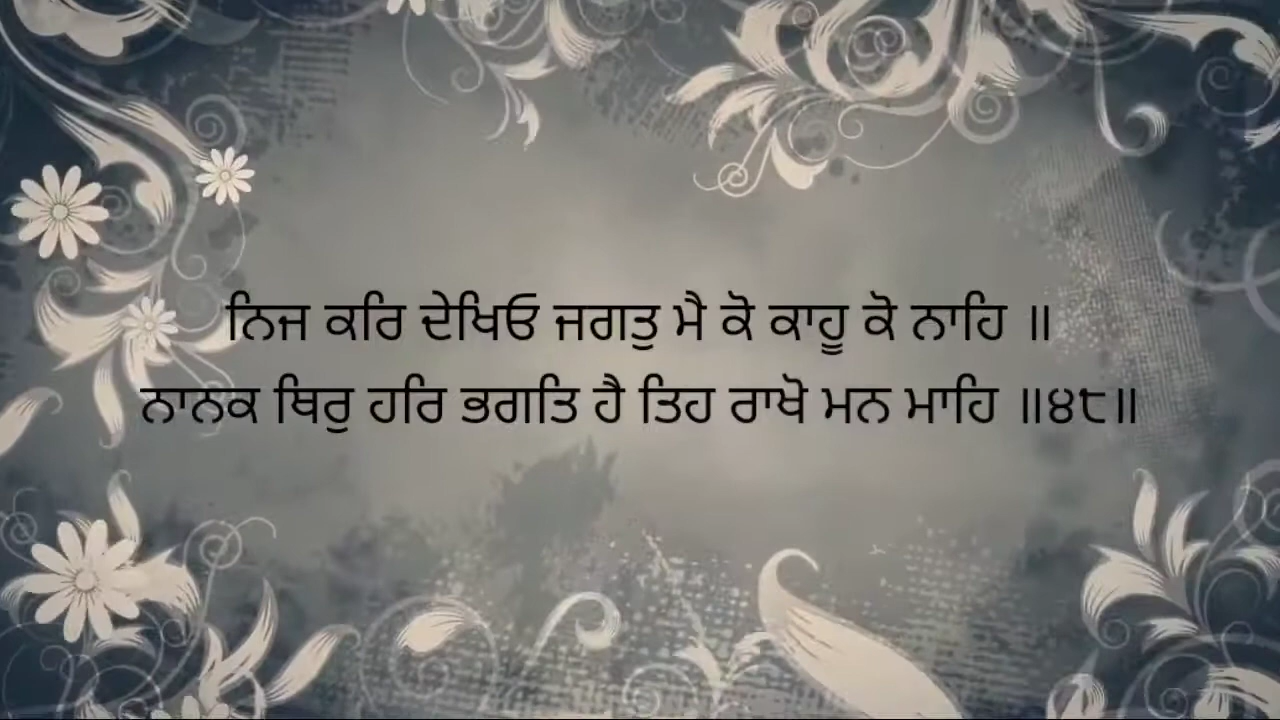 ਨਿਜ ਕਰਿ ਦੇਖਿਓ ਜਗਤੁ ਮੈ ਕੋ ਕਾਹੂ ਕੋ ਨਾਹਿ ॥
ਨਾਨਕ ਥਿਰੁ ਹਰਿ ਭਗਤਿ ਹੈ ਤਿਹ ਰਾਖੋ ਮਨ ਮਾਹਿ ॥੪੮॥